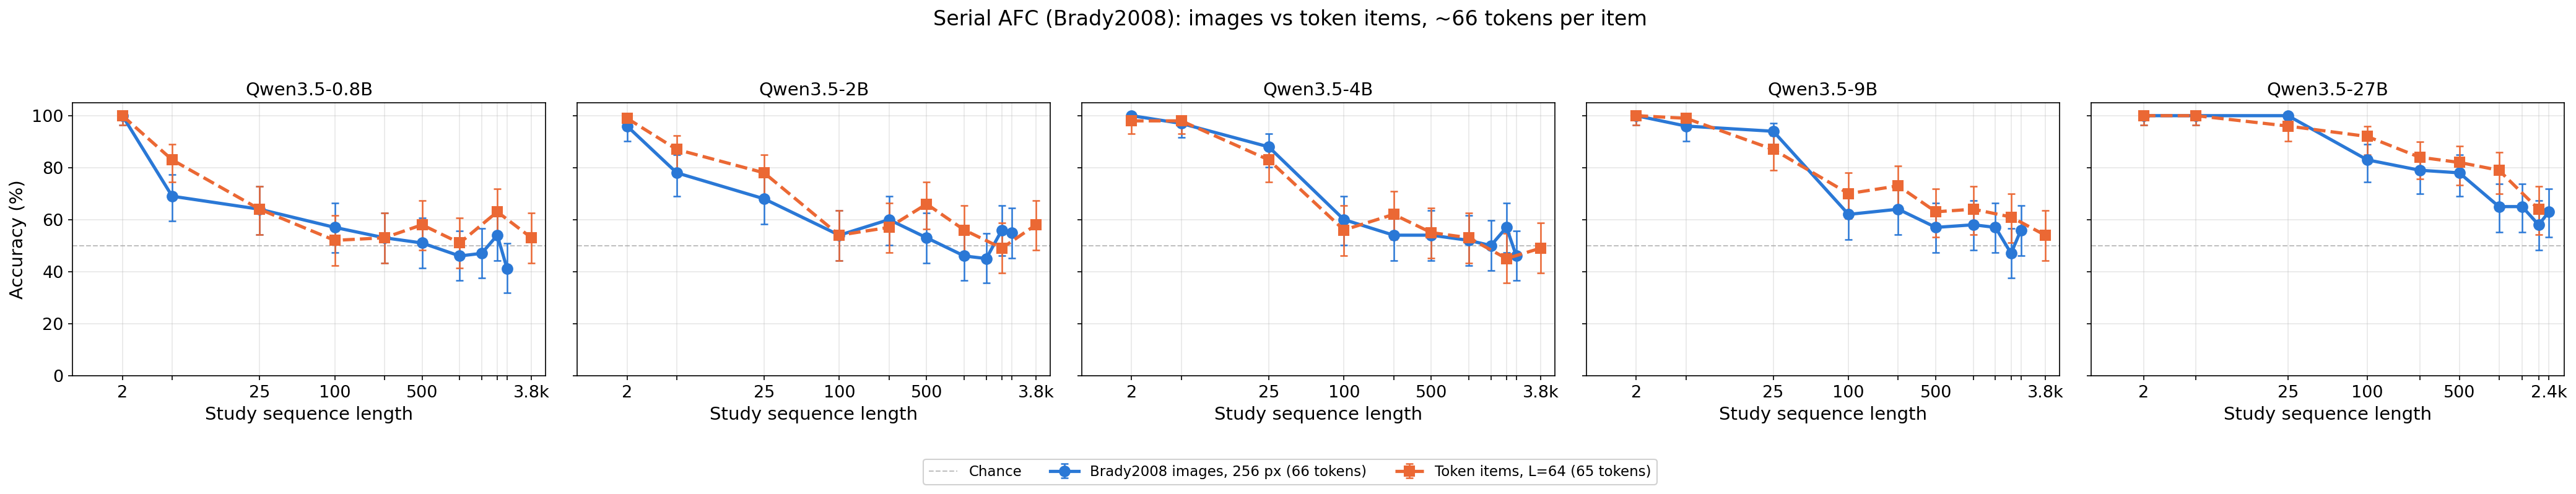 Serial AFC (Brady2008): images vs token items, ~66 tokens per item
Qwen3.5-0.8B
Qwen3.5-2B
Qwen3.5-4B
Qwen3.5-9B
Qwen3.5-27B
Accuracy (%)
100
80
60
40
20
0
2 25 100 500 3.8k
2 25 100 500 3.8k
2 25 100 500 3.8k
2 25 100 500 3.8k
2 25 100 500 2.4k
Study sequence length
Study sequence length
Study sequence length
Study sequence length
Study sequence length
Chance
Brady2008 images, 256 px (66 tokens)
Token items, L=64 (65 tokens)